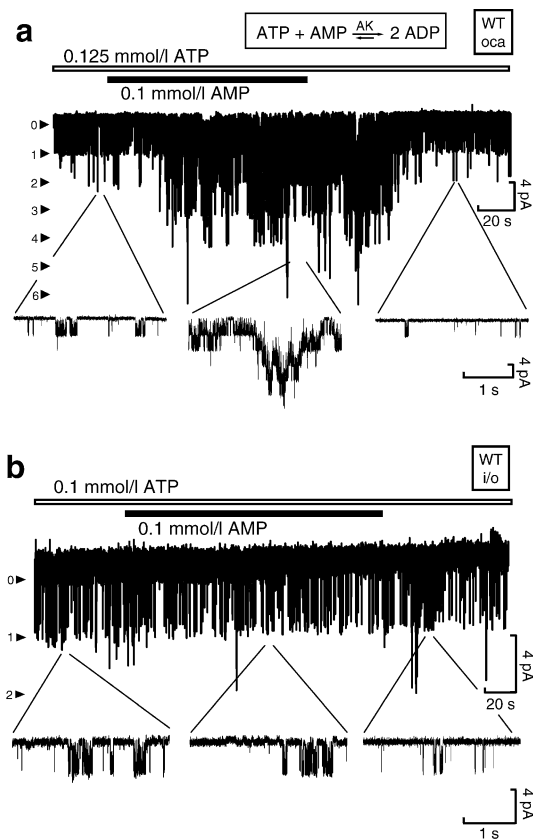 a
ATP + AMP AK ⇌ 2 ADP
WT
oca
0.125 mmol/l ATP
0.1 mmol/l AMP
0
1
2
3
4
5
6
4 pA
20 s
4 pA
1 s
b
WT
i/o
0.1 mmol/l ATP
0.1 mmol/l AMP
0
1
2
4 pA
20 s
4 pA
1 s